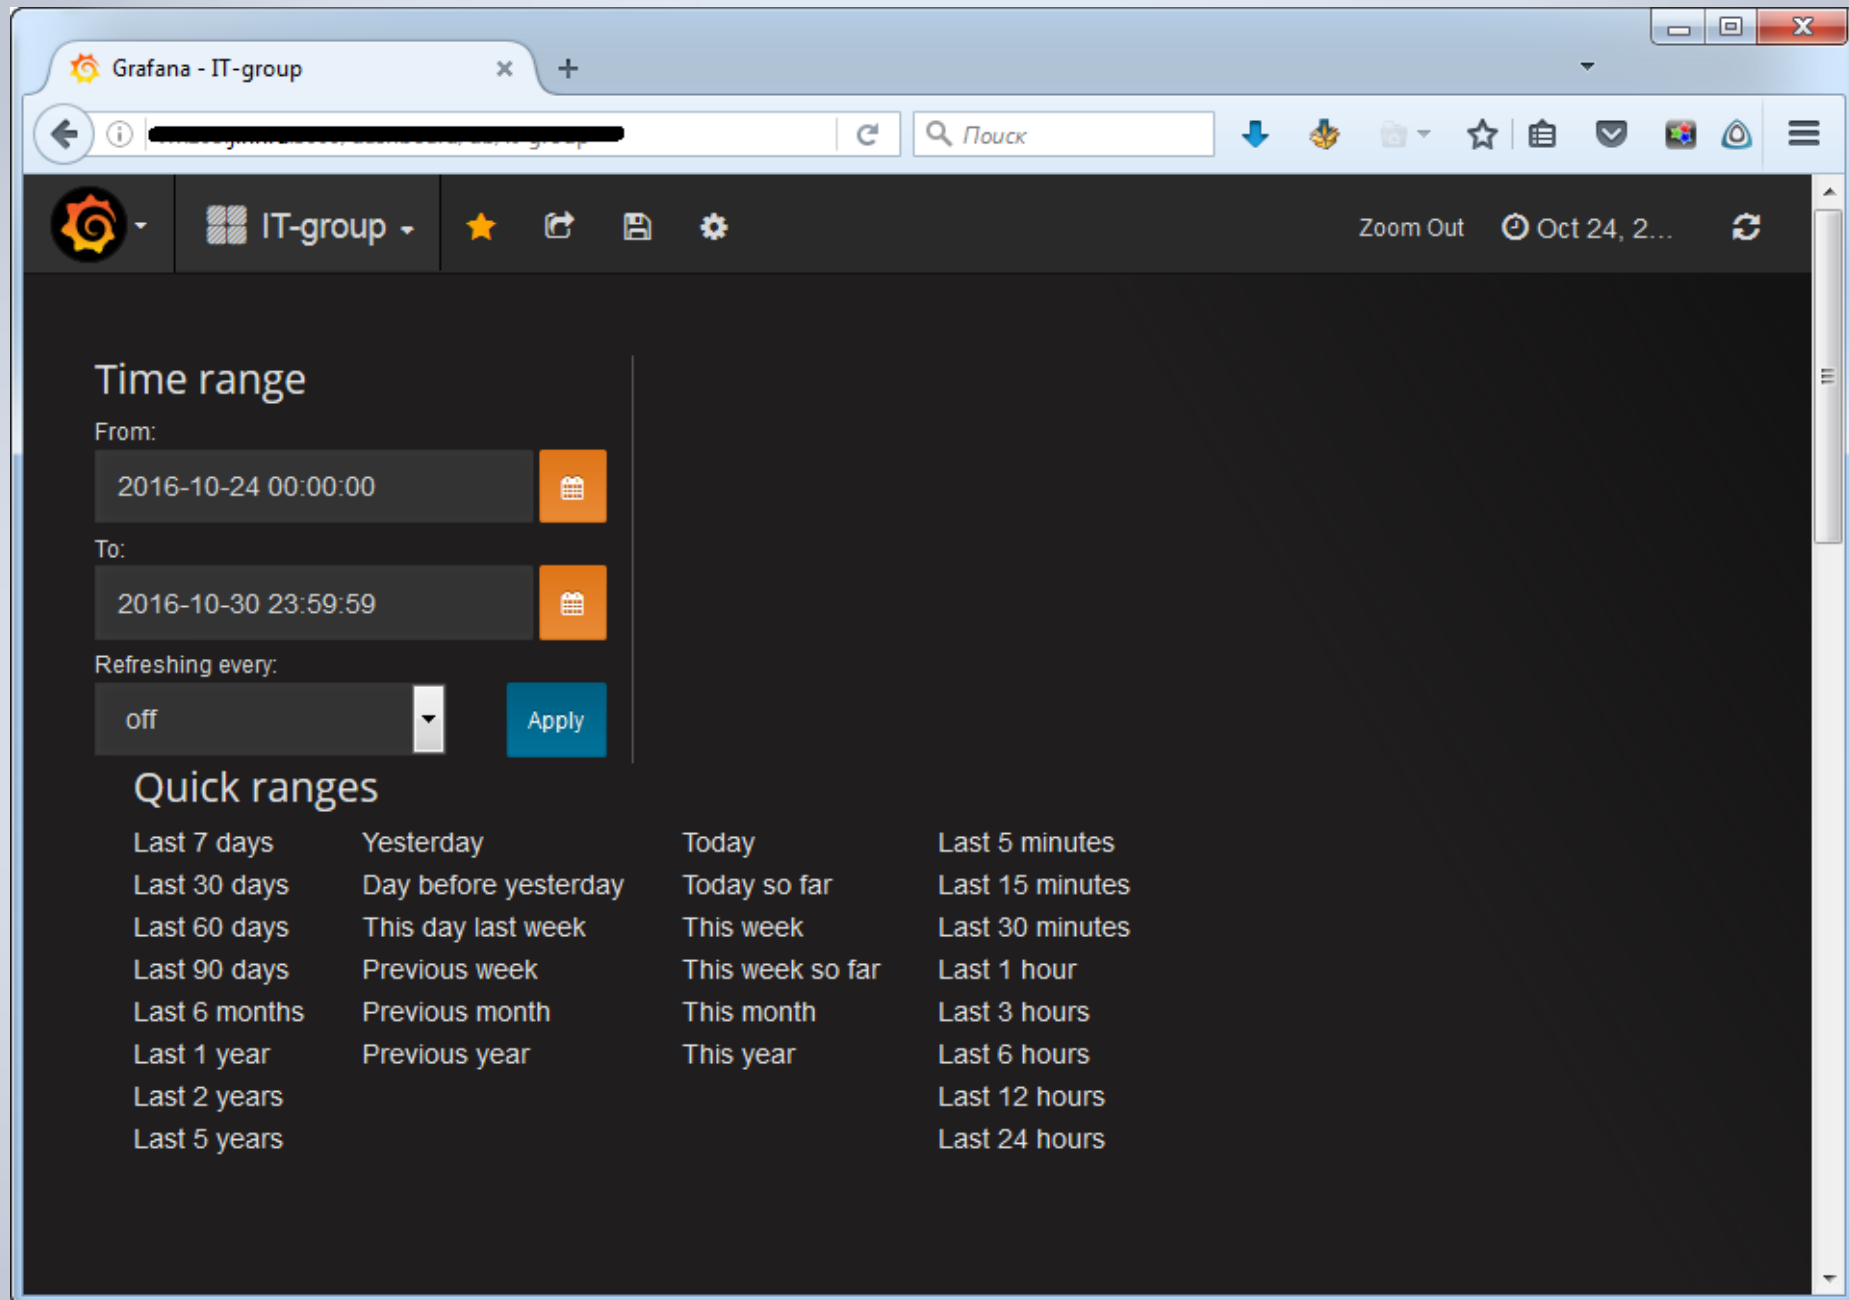 Grafana - IT-group
Поиск
IT-group
Zoom Out
Oct 24, 2...
Time range
From:
2016-10-24 00:00:00
To:
2016-10-30 23:59:59
Refreshing every:
off
Apply
Quick ranges
Last 7 days Yesterday Today Last 5 minutes
Last 30 days Day before yesterday Today so far Last 15 minutes
Last 60 days This day last week This week Last 30 minutes
Last 90 days Previous week This week so far Last 1 hour
Last 6 months Previous month This month Last 3 hours
Last 1 year Previous year This year Last 6 hours
Last 2 years Last 12 hours
Last 5 years Last 24 hours